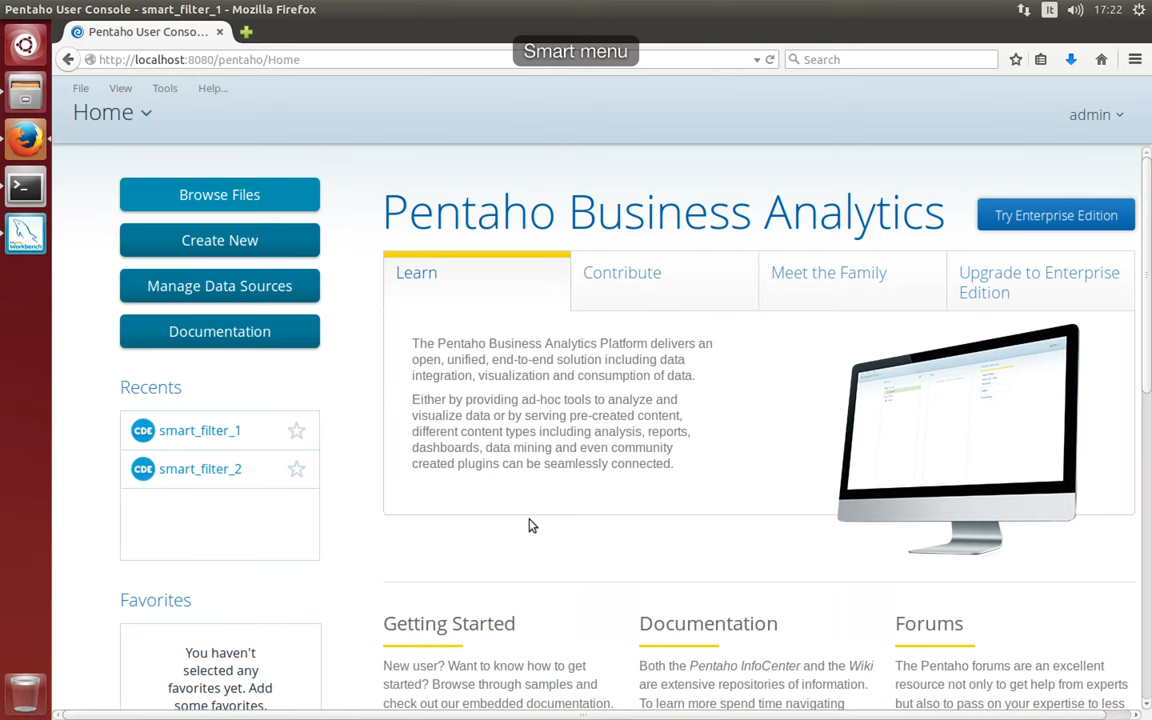 Pentaho User Console - smart_filter_1 - Mozilla Firefox
It
17:22
Pentaho User Conso... ×
Smart menu
http://localhost:8080/pentaho/Home
Search
File View Tools Help...
Home
admin
Browse Files
Create New
Manage Data Sources
Documentation
Recents
CDE smart_filter_1
CDE smart_filter_2
Favorites
You haven't
selected any
favorites yet. Add
some favorites.
Pentaho Business Analytics
Try Enterprise Edition
Learn
Contribute
Meet the Family
Upgrade to Enterprise
Edition
The Pentaho Business Analytics Platform delivers an
open, unified, end-to-end solution including data
integration, visualization and consumption of data.
Either by providing ad-hoc tools to analyze and
visualize data or by serving pre-created content,
different content types including analysis, reports,
dashboards, data mining and even community
created plugins can be seamlessly connected.
Getting Started
New user? Want to know how to get
started? Browse through samples and
check out our embedded documentation.
Documentation
Both the Pentaho InfoCenter and the Wiki
are extensive repositories of information.
To learn more spend time navigating
Forums
The Pentaho forums are an excellent
resource not only to get help from experts
but also to pass on your expertise to less
MySQL
Workbench